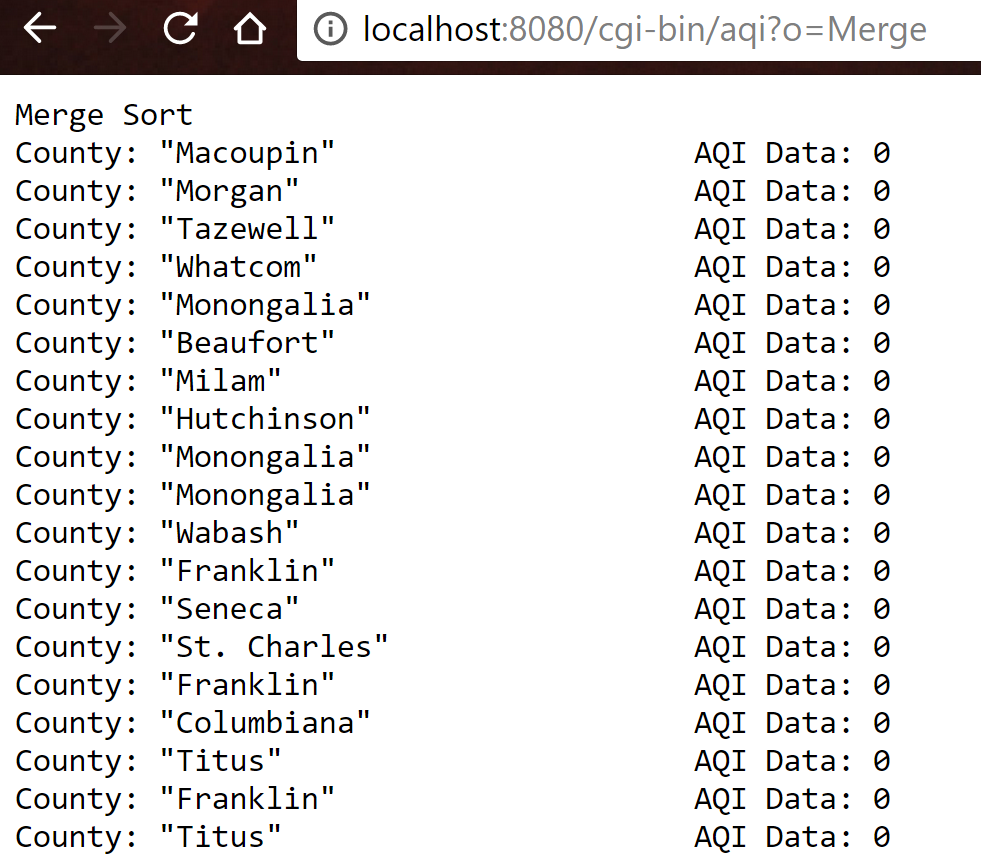 localhost:8080/cgi-bin/aqi?o=Merge
Merge Sort
County: "Macoupin" AQI Data: 0
County: "Morgan" AQI Data: 0
County: "Tazewell" AQI Data: 0
County: "Whatcom" AQI Data: 0
County: "Monongalia" AQI Data: 0
County: "Beaufort" AQI Data: 0
County: "Milam" AQI Data: 0
County: "Hutchinson" AQI Data: 0
County: "Monongalia" AQI Data: 0
County: "Monongalia" AQI Data: 0
County: "Wabash" AQI Data: 0
County: "Franklin" AQI Data: 0
County: "Seneca" AQI Data: 0
County: "St. Charles" AQI Data: 0
County: "Franklin" AQI Data: 0
County: "Columbiana" AQI Data: 0
County: "Titus" AQI Data: 0
County: "Franklin" AQI Data: 0
County: "Titus" AQI Data: 0